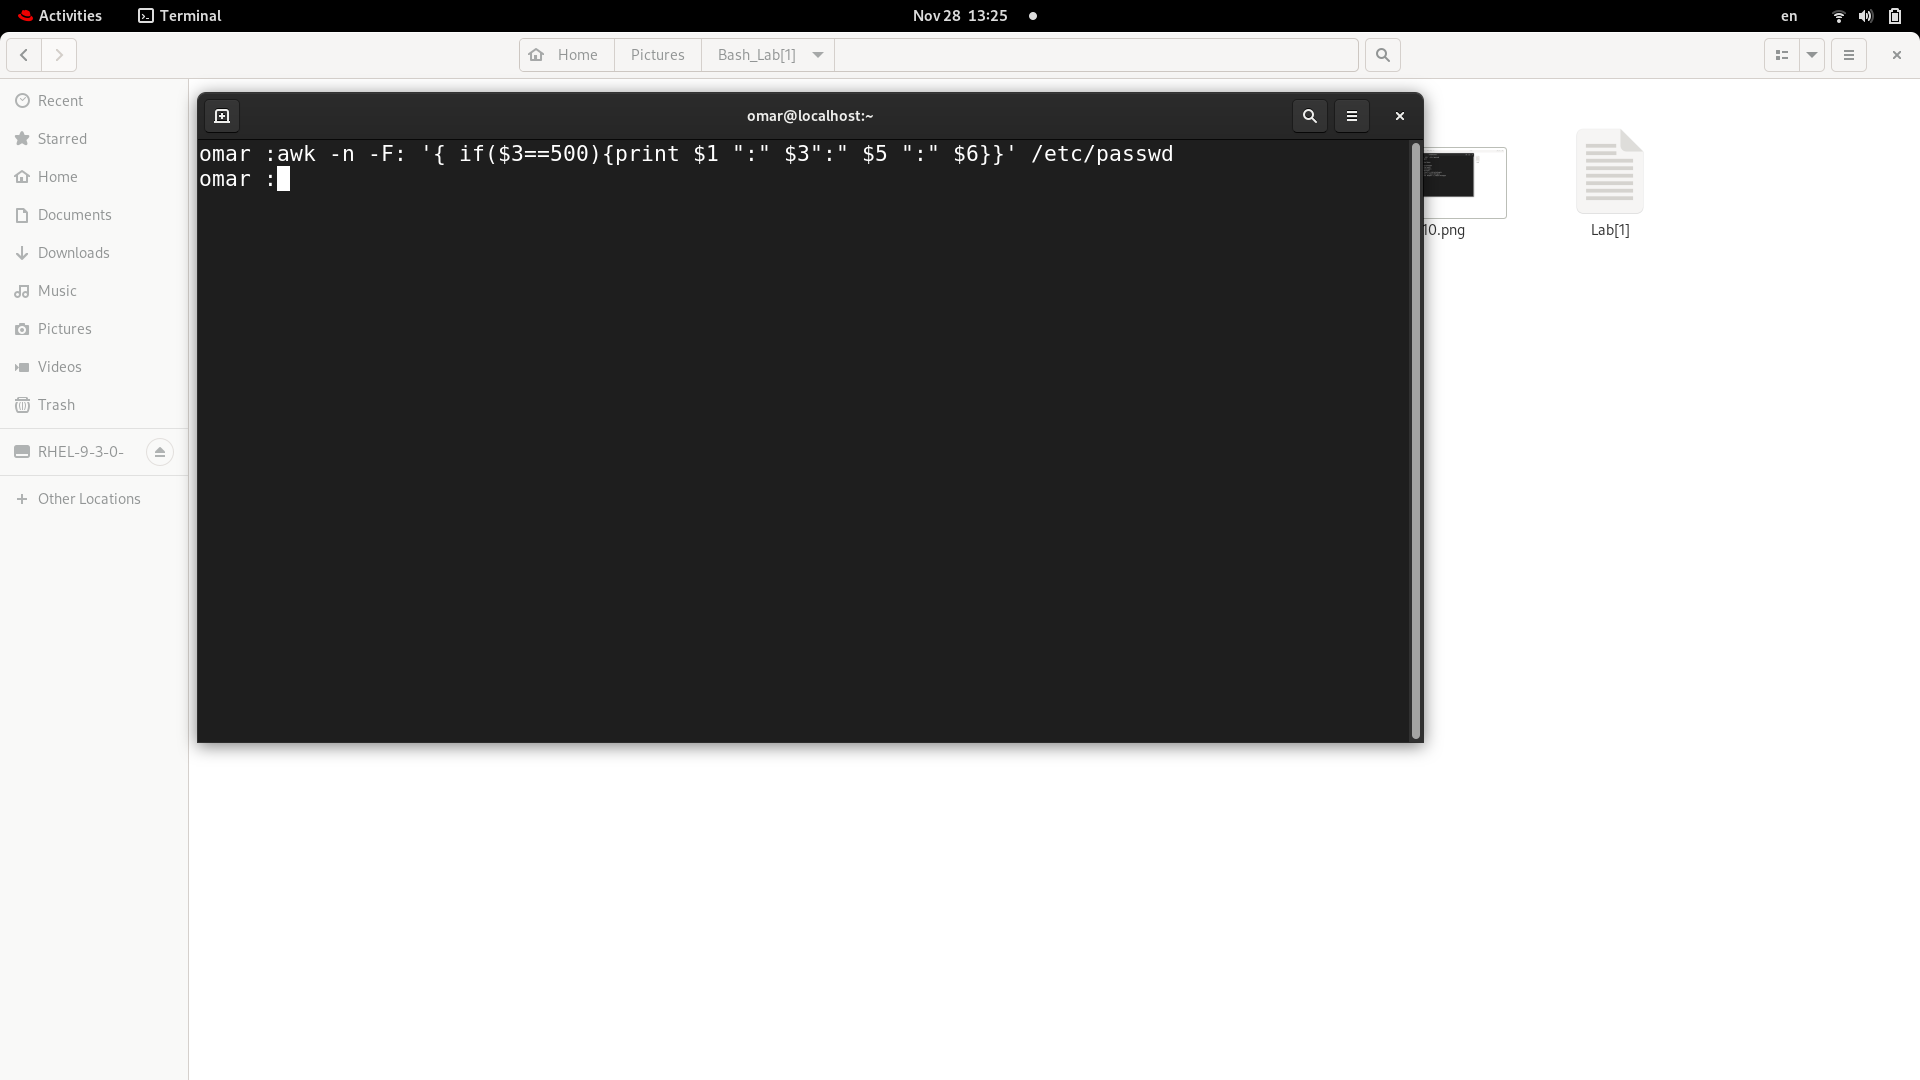 Activities
Terminal
Nov 28 13:25
en
Home
Pictures
Bash_Lab[1]
Recent
Starred
Home
Documents
Downloads
Music
Pictures
Videos
Trash
RHEL-9-3-0-
Other Locations
omar@localhost:~
omar :awk -n -F: '{ if($3==500){print $1 ":" $3":" $5 ":" $6}}' /etc/passwd
omar :
10.png
Lab[1]